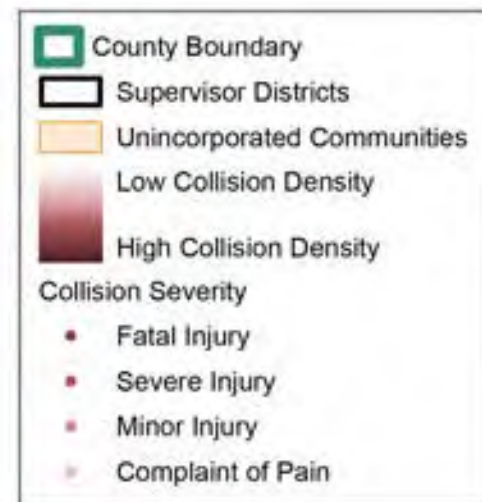 County Boundary
Supervisor Districts
Unincorporated Communities
Low Collision Density
High Collision Density
Collision Severity
Fatal Injury
Severe Injury
Minor Injury
Complaint of Pain